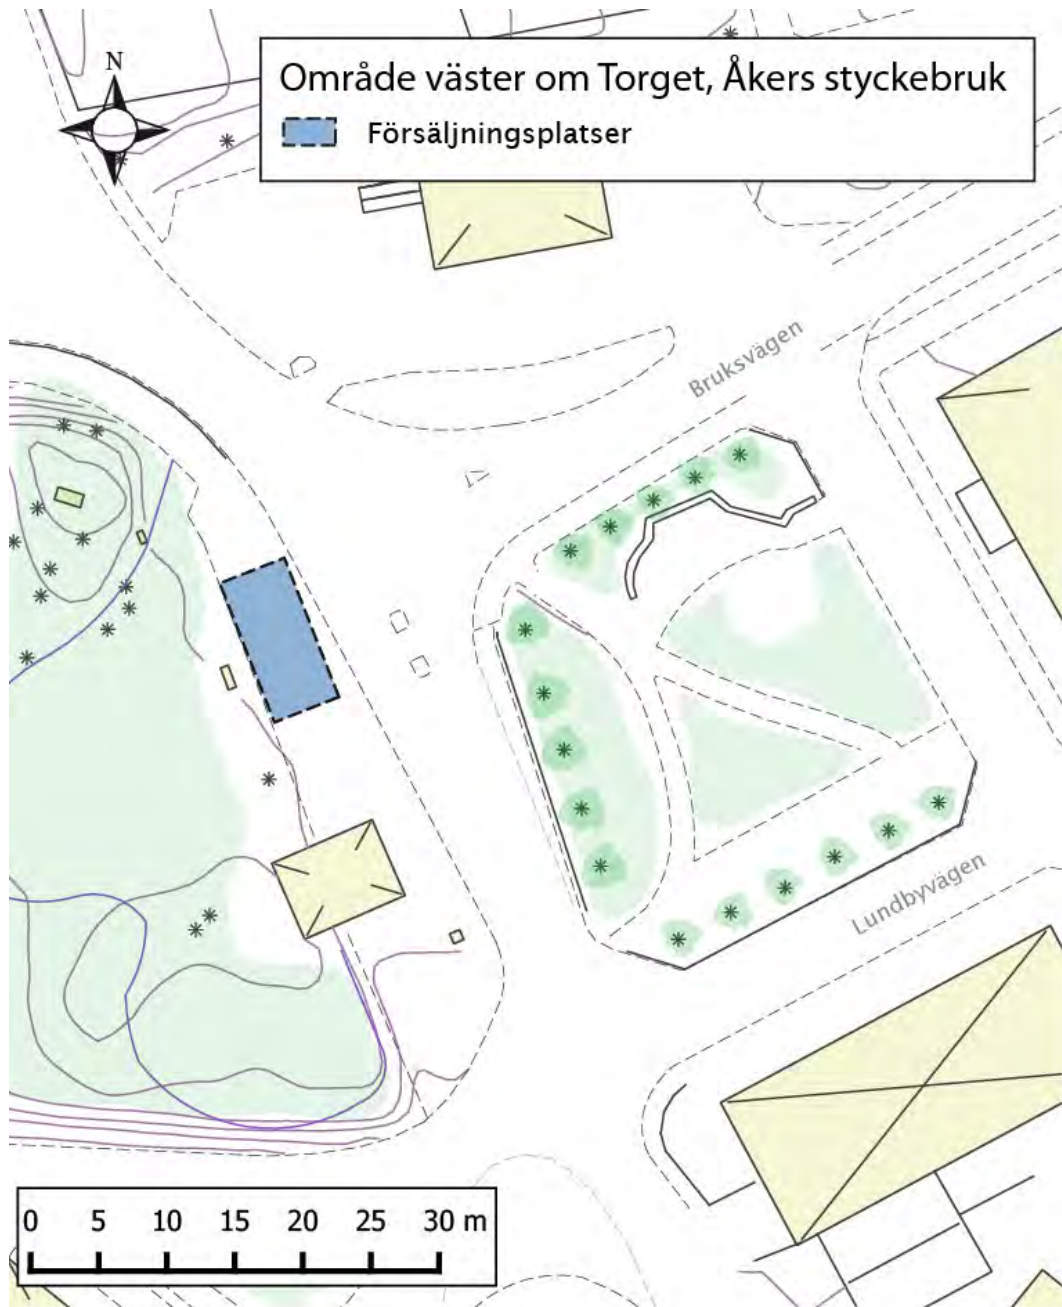 Område väster om Torget, Åkers styckebruk
N
Försäljningsplatser
Bruksvägen
Lundbyvägen
0 5 10 15 20 25 30 m